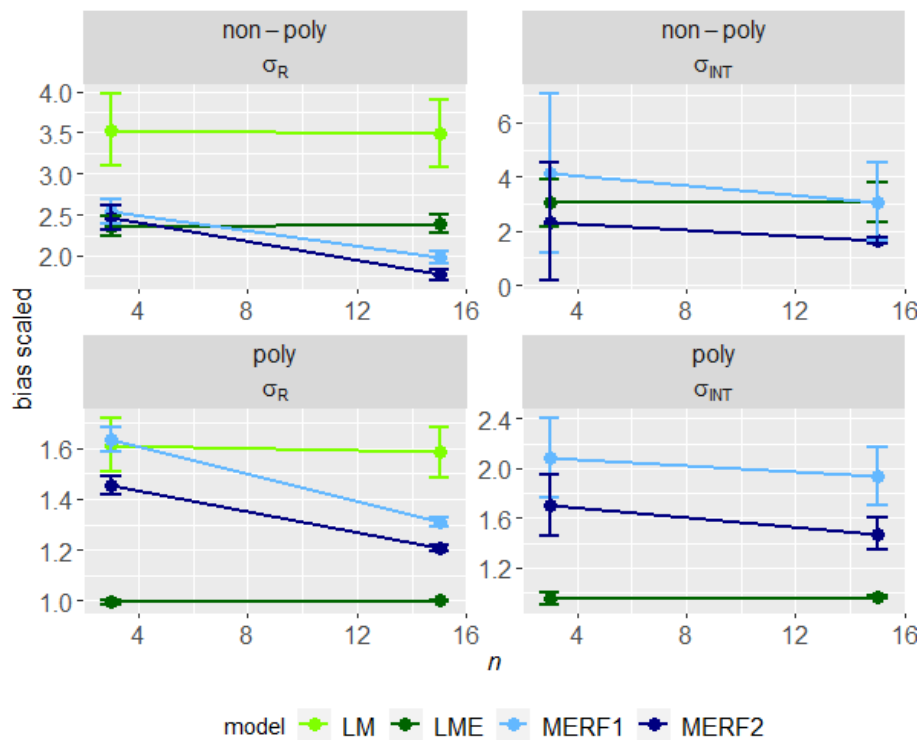 non – poly
σR
non – poly
σINT
4.0
3.5
3.0
2.5
2.0
6
4
2
0
4 8 12 16
4 8 12 16
bias scaled
poly
σR
poly
σINT
1.6
1.4
1.2
1.0
2.4
2.0
1.6
1.2
4 8 12 16
4 8 12 16
n
model LM LME MERF1 MERF2